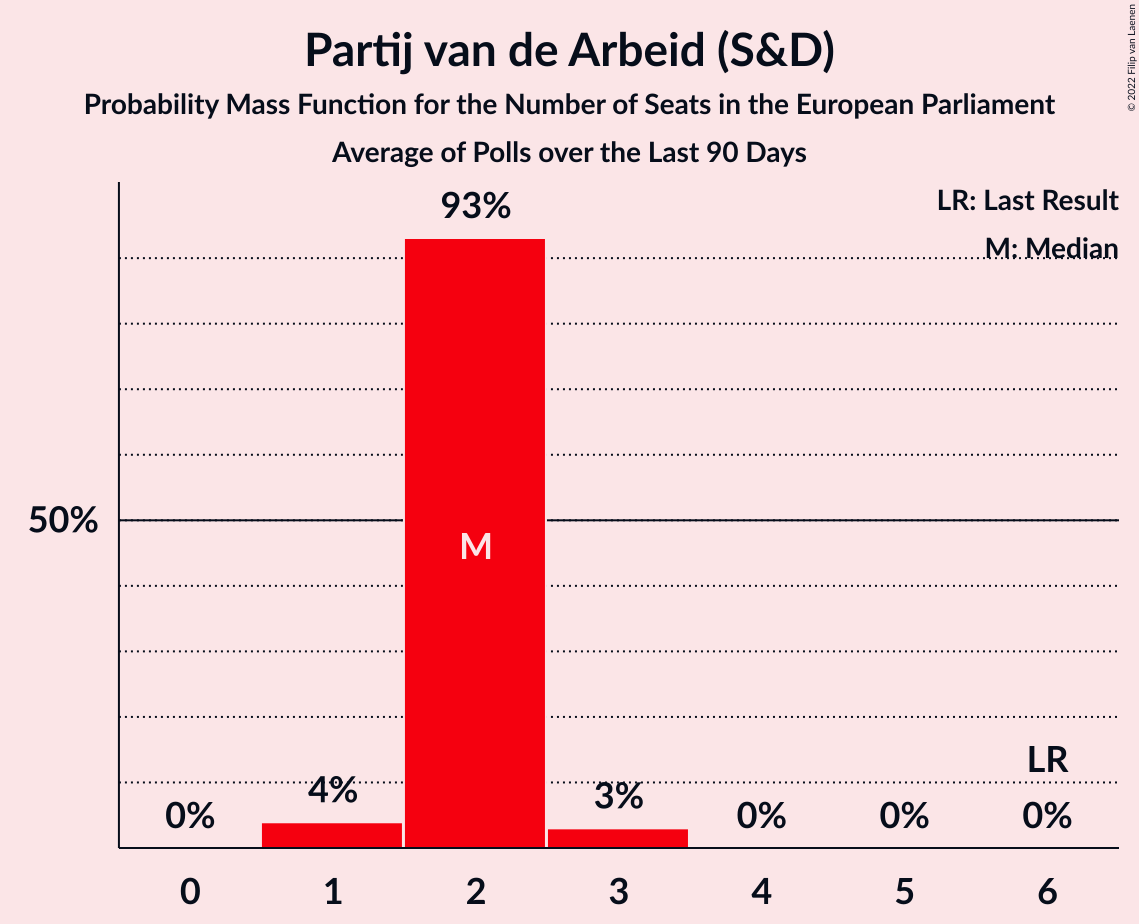 Partij van de Arbeid (S&D)
Probability Mass Function for the Number of Seats in the European Parliament
Average of Polls over the Last 90 Days
© 2022 Filip van Laenen
LR: Last Result
M: Median
93%
50%
M
LR
0%
4%
3%
0%
0%
0%
0
1
2
3
4
5
6